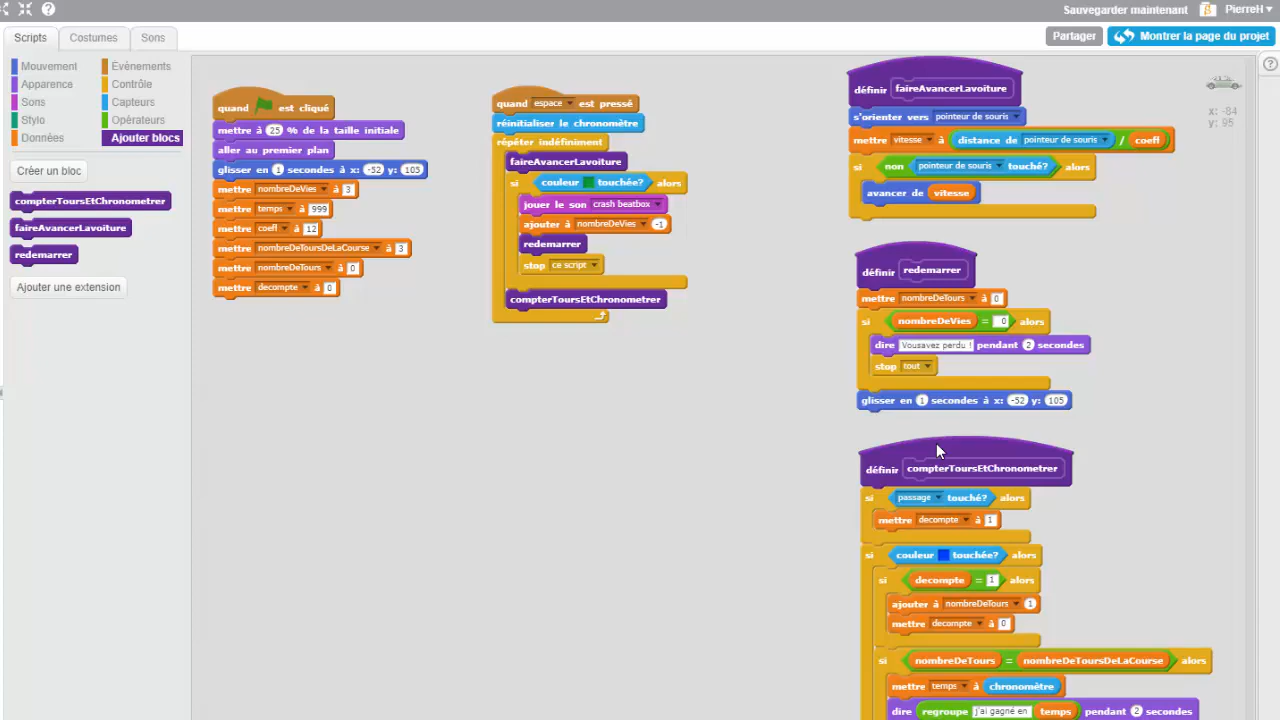 Sauvegarder maintenant PierreH
Scripts Costumes Sons
Partager Montrer la page du projet
Mouvement Evènements
Apparence Contrôle
Sons Capteurs
Stylo Opérateurs
Données Ajouter blocs
Créer un bloc
compterToursEtChronometrer
faireAvancerLavoiture
redemarrer
Ajouter une extension
quand est cliqué
mettre à 25 % de la taille initiale
aller au premier plan
glisser en 1 secondes à x: -52 y: 105
mettre nombreDeVies à 3
mettre temps à 999
mettre coeff à 12
mettre nombreDeToursDeLaCourse à 3
mettre nombreDeTours à 0
mettre decompte à 0
quand espace est pressé
réinitialiser le chronomètre
répéter indéfiniment
faireAvancerLavoiture
si couleur touchée? alors
jouer le son crash beatbox
ajouter à nombreDeVies -1
redemarrer
stop ce script
compterToursEtChronometrer
définir faireAvancerLavoiture
s'orienter vers pointeur de souris
mettre vitesse à distance de pointeur de souris / coeff
si non pointeur de souris touché? alors
avancer de vitesse
x: -84
y: 95
définir redemarrer
mettre nombreDeTours à 0
si nombreDeVies = 0 alors
dire Vousavez perdu ! pendant 2 secondes
stop tout
glisser en 1 secondes à x: -52 y: 105
définir compterToursEtChronometrer
si passage touché? alors
mettre decompte à 1
si couleur touchée? alors
si decompte = 1 alors
ajouter à nombreDeTours 1
mettre decompte à 0
si nombreDeTours = nombreDeToursDeLaCourse alors
mettre temps à chronomètre
dire regroupe j'ai gagné en temps pendant 2 secondes